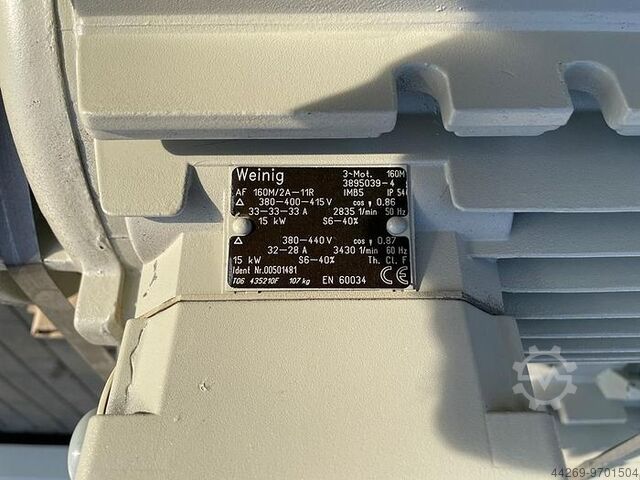 Weinig 3~Mot. 160M
3895039-4
AF 160M/2A-11R IMB5 IP 54
△ 380-400-415 V cos φ 0.86
33-33-33 A 2835 1/min 50 Hz
15 kW S6-40%
△ 380-440 V cos φ 0.87
32-28 A 3430 1/min 60 Hz
15 kW S6-40% Th. Cl. F
Ident Nr.00501481
T06 435210F 107 kg EN 60034 CE
44269-9701504